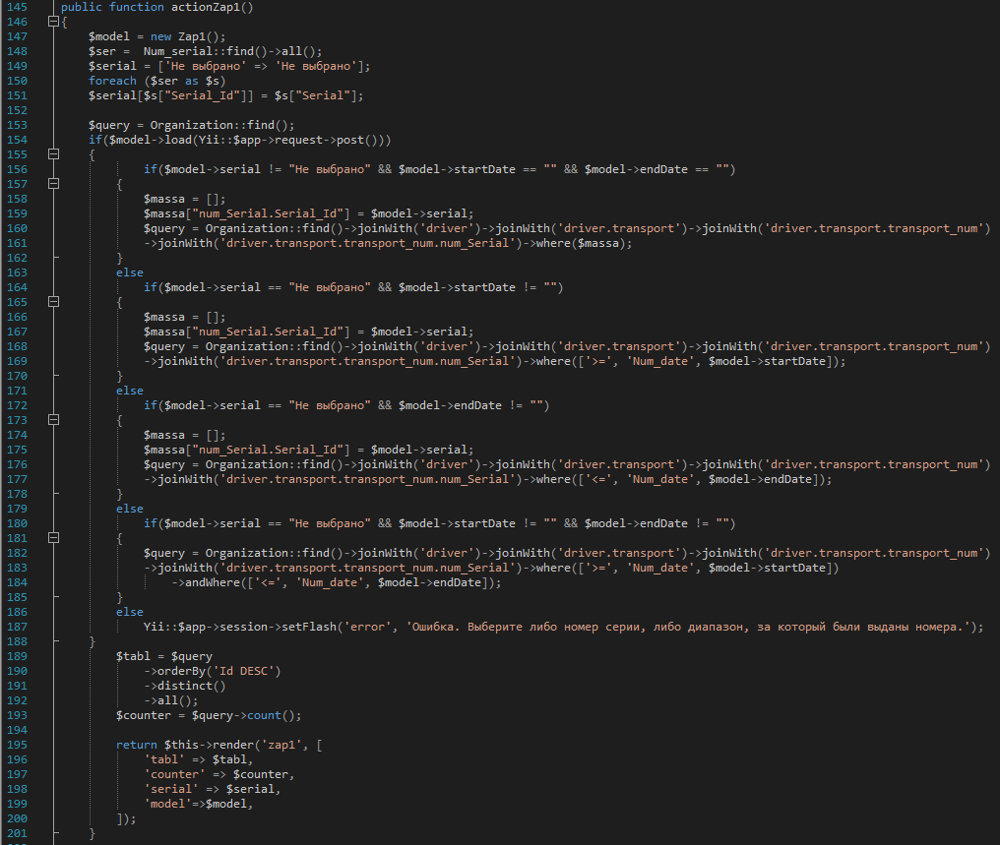 145 public function actionZap1()
146 {
147 $model = new Zap1();
148 $ser =  Num_serial::find()->all();
149 $serial = ['Не выбрано' => 'Не выбрано'];
150 foreach ($ser as $s)
151 $serial[$s["Serial_Id"]] = $s["Serial"];
152
153 $query = Organization::find();
154 if($model->load(Yii::$app->request->post()))
155 {
156 if($model->serial != "Не выбрано" && $model->startDate == "" && $model->endDate == "")
157 {
158 $massa = [];
159 $massa["num_Serial.Serial_Id"] = $model->serial;
160 $query = Organization::find()->joinWith('driver')->joinWith('driver.transport')->joinWith('driver.transport.transport_num')
161 ->joinWith('driver.transport.transport_num.num_Serial')->where($massa);
162 }
163 else
164 if($model->serial == "Не выбрано" && $model->startDate != "")
165 {
166 $massa = [];
167 $massa["num_Serial.Serial_Id"] = $model->serial;
168 $query = Organization::find()->joinWith('driver')->joinWith('driver.transport')->joinWith('driver.transport.transport_num')
169 ->joinWith('driver.transport.transport_num.num_Serial')->where(['>=', 'Num_date', $model->startDate]);
170 }
171 else
172 if($model->serial == "Не выбрано" && $model->endDate != "")
173 {
174 $massa = [];
175 $massa["num_Serial.Serial_Id"] = $model->serial;
176 $query = Organization::find()->joinWith('driver')->joinWith('driver.transport')->joinWith('driver.transport.transport_num')
177 ->joinWith('driver.transport.transport_num.num_Serial')->where(['<=', 'Num_date', $model->endDate]);
178 }
179 else
180 if($model->serial == "Не выбрано" && $model->startDate != "" && $model->endDate != "")
181 {
182 $query = Organization::find()->joinWith('driver')->joinWith('driver.transport')->joinWith('driver.transport.transport_num')
183 ->joinWith('driver.transport.transport_num.num_Serial')->where(['>=', 'Num_date', $model->startDate])
184 ->andWhere(['<=', 'Num_date', $model->endDate]);
185 }
186 else
187 Yii::$app->session->setFlash('error', 'Ошибка. Выберите либо номер серии, либо диапазон, за который были выданы номера.');
188 }
189 $tabl = $query
190 ->orderBy('Id DESC')
191 ->distinct()
192 ->all();
193 $counter = $query->count();
194
195 return $this->render('zap1', [
196 'tabl' => $tabl,
197 'counter' => $counter,
198 'serial' => $serial,
199 'model'=>$model,
200 ]);
201 }